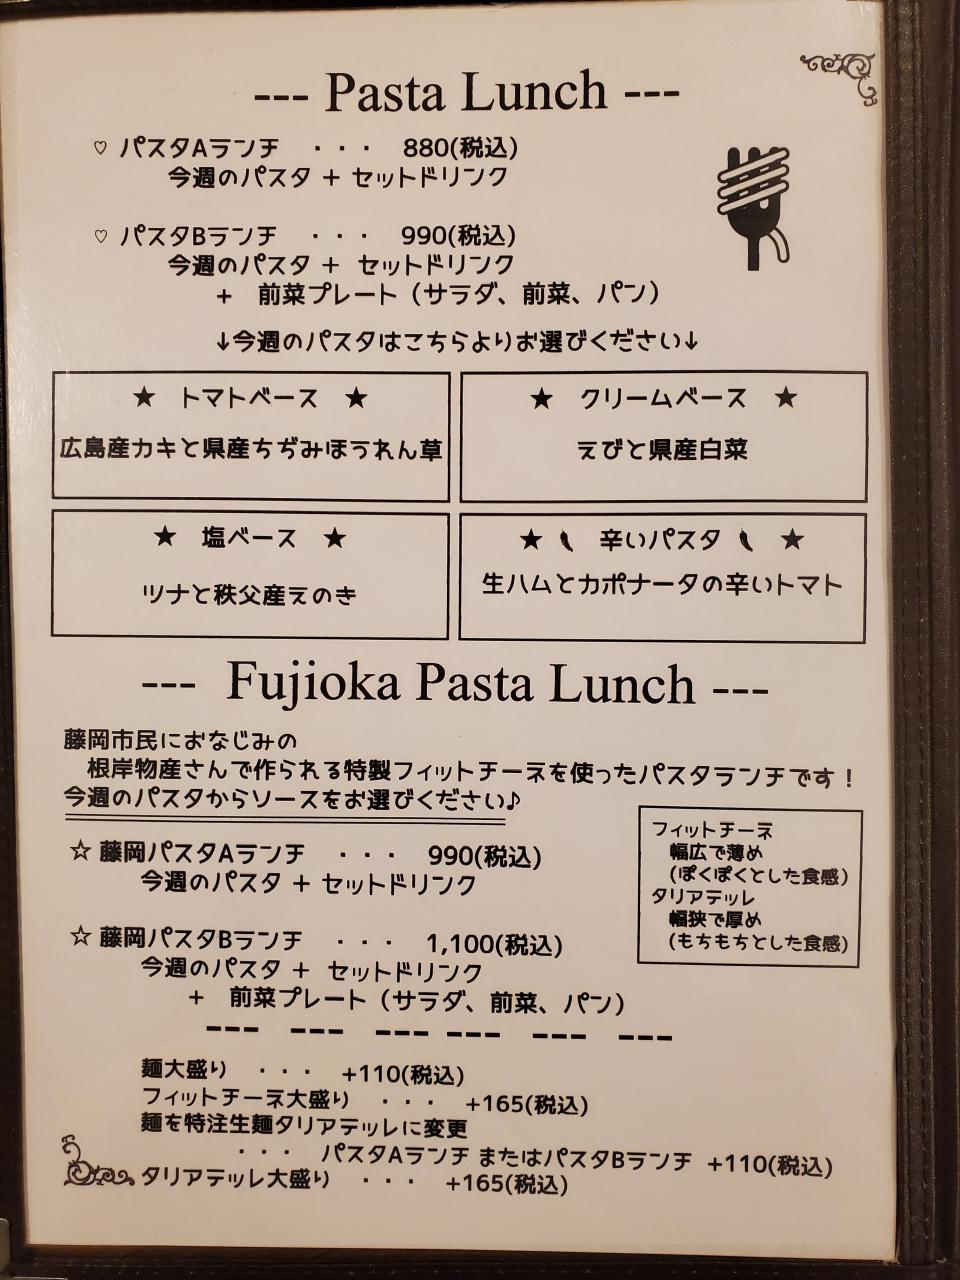 --- Pasta Lunch ---
♡ パスタAランチ ・・・ 880(税込)
今週のパスタ + セットドリンク
♡ パスタBランチ ・・・ 990(税込)
今週のパスタ + セットドリンク
+ 前菜プレート（サラダ、前菜、パン）
↓今週のパスタはこちらよりお選びください↓
★ トマトベース ★
広島産カキと県産ちぢみほうれん草
★ クリームベース ★
えびと県産白菜
★ 塩ベース ★
ツナと秩父産えのき
★ 辛いパスタ ★
生ハムとカポナータの辛いトマト
--- Fujioka Pasta Lunch ---
藤岡市民におなじみの
根岸物産さんで作られる特製フィットチーネを使ったパスタランチです！
今週のパスタからソースをお選びください♪
☆ 藤岡パスタAランチ ・・・ 990(税込)
今週のパスタ + セットドリンク
☆ 藤岡パスタBランチ ・・・ 1,100(税込)
今週のパスタ + セットドリンク
+ 前菜プレート（サラダ、前菜、パン）
フィットチーネ
幅広で薄め
（ぽくぽくとした食感）
タリアテッレ
幅狭で厚め
（もちもちとした食感）
--- --- --- --- --- ---
麺大盛り ・・・ +110(税込)
フィットチーネ大盛り ・・・ +165(税込)
麺を特注生麺タリアテッレに変更
・・・ パスタAランチ またはパスタBランチ +110(税込)
タリアテッレ大盛り ・・・ +165(税込)